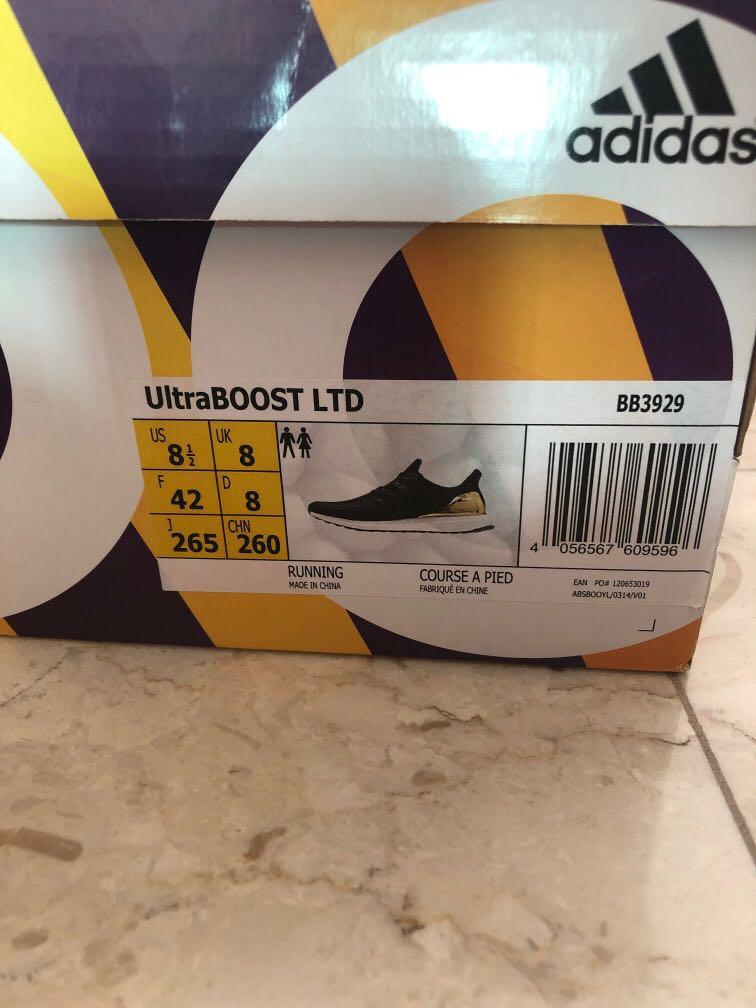 adidas
UltraBOOST LTD BB3929
US 8½ UK 8
F 42 D 8
J 265 CHN 260
RUNNING COURSE A PIED
MADE IN CHINA FABRIQUÉ EN CHINE
4 056567 609596
EAN PO# 120653019
ABSBOOYL/0314/V01